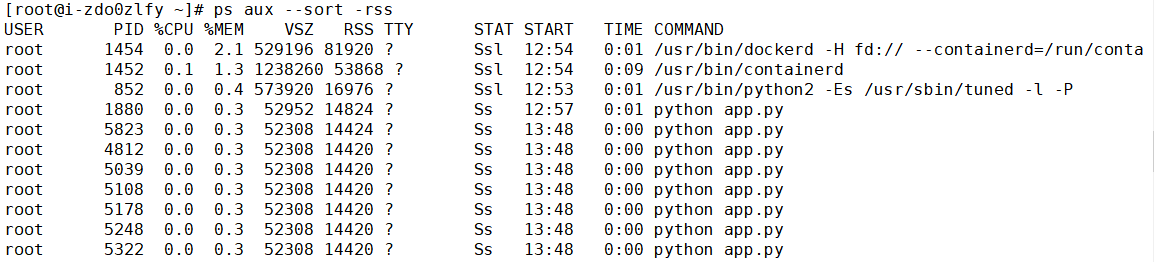 [root@i-zdo0zlfy ~]# ps aux --sort -rss
USER       PID %CPU %MEM    VSZ   RSS TTY      STAT START   TIME COMMAND
root      1454  0.0  2.1 529196 81920 ?        Ssl  12:54   0:01 /usr/bin/dockerd -H fd:// --containerd=/run/conta
root      1452  0.1  1.3 1238260 53868 ?       Ssl  12:54   0:09 /usr/bin/containerd
root       852  0.0  0.4 573920 16976 ?        Ssl  12:53   0:01 /usr/bin/python2 -Es /usr/sbin/tuned -l -P
root      1880  0.0  0.3  52952 14824 ?        Ss   12:57   0:01 python app.py
root      5823  0.0  0.3  52308 14424 ?        Ss   13:48   0:00 python app.py
root      4812  0.0  0.3  52308 14420 ?        Ss   13:48   0:00 python app.py
root      5039  0.0  0.3  52308 14420 ?        Ss   13:48   0:00 python app.py
root      5108  0.0  0.3  52308 14420 ?        Ss   13:48   0:00 python app.py
root      5178  0.0  0.3  52308 14420 ?        Ss   13:48   0:00 python app.py
root      5248  0.0  0.3  52308 14420 ?        Ss   13:48   0:00 python app.py
root      5322  0.0  0.3  52308 14420 ?        Ss   13:48   0:00 python app.py